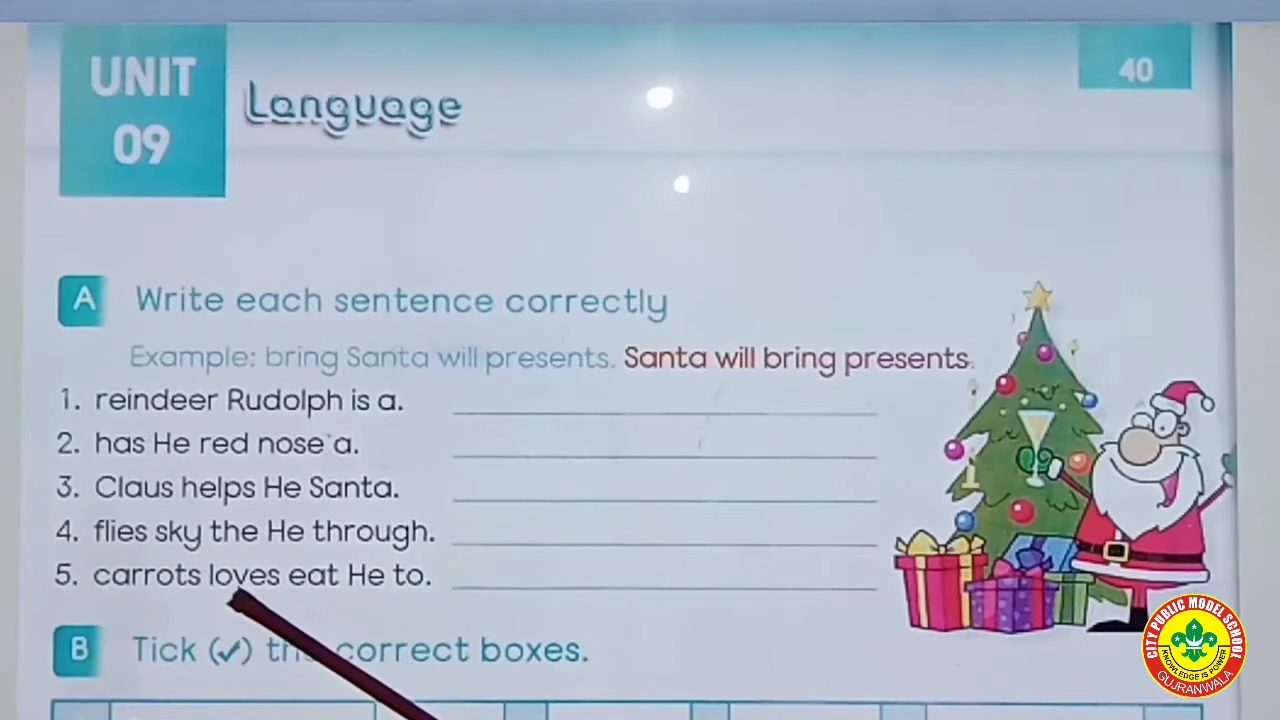 UNIT
09
Language
40
A Write each sentence correctly
Example: bring Santa will presents. Santa will bring presents.
1. reindeer Rudolph is a.
2. has He red nose a.
3. Claus helps He Santa.
4. flies sky the He through.
5. carrots loves eat He to.
B Tick (✓) correct boxes.
CITY PUBLIC MODEL SCHOOL
KNOWLEDGE IS POWER
GUJRANWALA